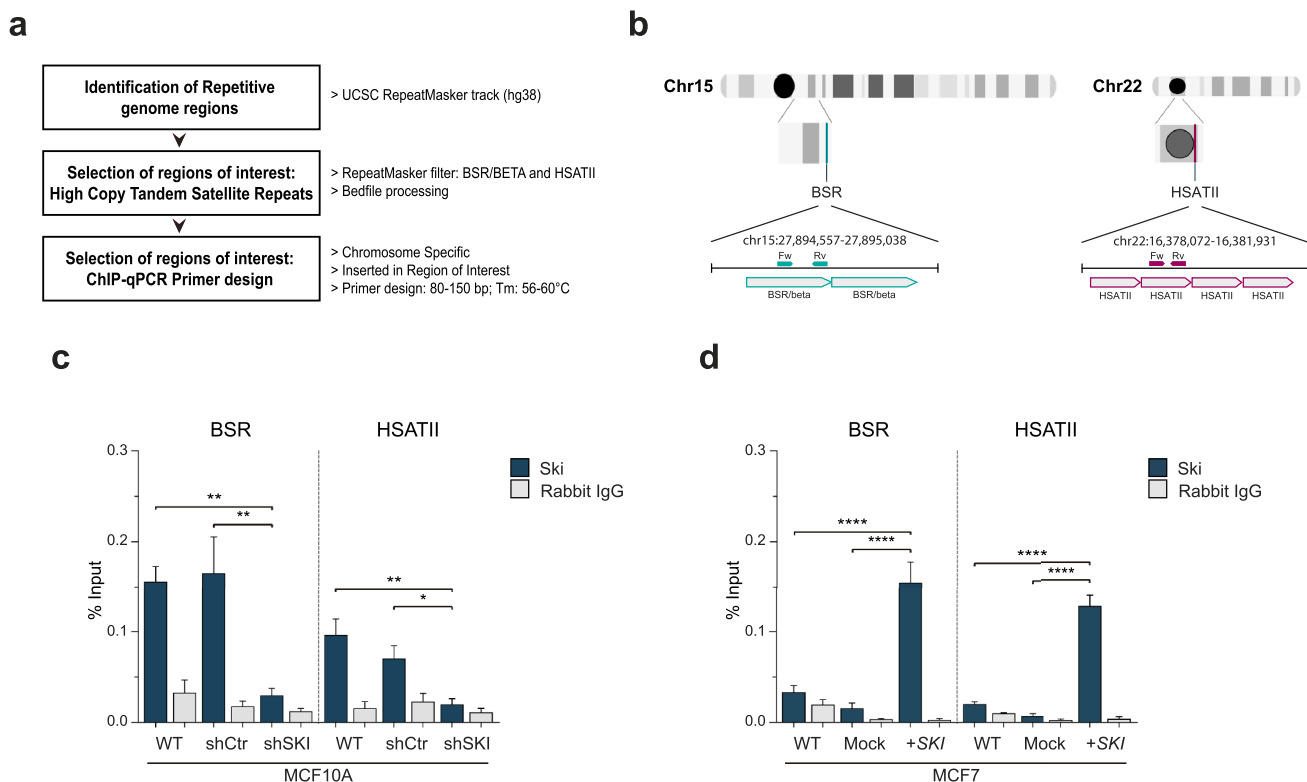 a
Identification of Repetitive
genome regions
> UCSC RepeatMasker track (hg38)
Selection of regions of interest:
High Copy Tandem Satellite Repeats
> RepeatMasker filter: BSR/BETA and HSATII
> Bedfile processing
Selection of regions of interest:
ChIP-qPCR Primer design
> Chromosome Specific
> Inserted in Region of Interest
> Primer design: 80-150 bp; Tm: 56-60°C
b
Chr15
BSR
chr15:27,894,557-27,895,038
Fw Rv
BSR/beta BSR/beta
Chr22
HSATII
chr22:16,378,072-16,381,931
Fw Rv
HSATII HSATII HSATII HSATII
c
BSR HSATII
Ski
Rabbit IgG
% Input
0.3
0.2
0.1
0.0
** **
** *
WT shCtr shSKI WT shCtr shSKI
MCF10A
d
BSR HSATII
Ski
Rabbit IgG
% Input
0.3
0.2
0.1
0.0
**** ****
**** ****
WT Mock +SKI WT Mock +SKI
MCF7